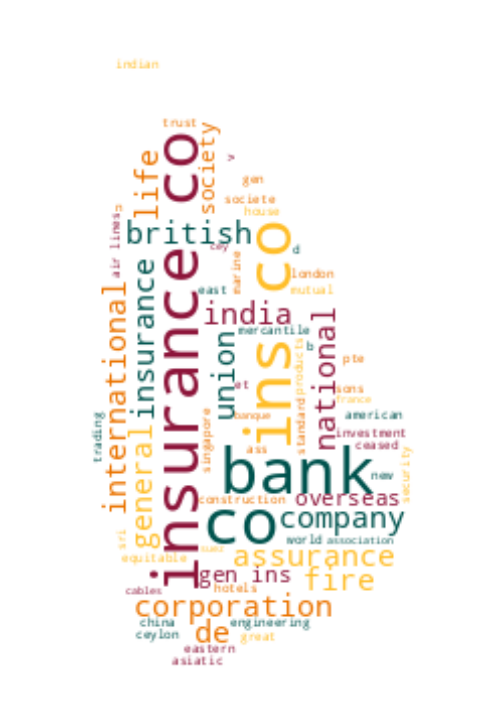 indian
trust
insurance co
society
life
v
gen
societe
house
n
air lines
british
cey
marine
ins co
d
london
east
mutual
india
international
insurance
union
mercantile
b
national
products
pte
et
sons
france
banque
american
trading
singapore
standard
investment
ceased
ass
general
bank
new
security
construction
overseas
co
company
sri
world
association
suez
equitable
assurance
gen ins
fire
cables
hotels
corporation
china
de
engineering
ceylon
great
eastern
asiatic